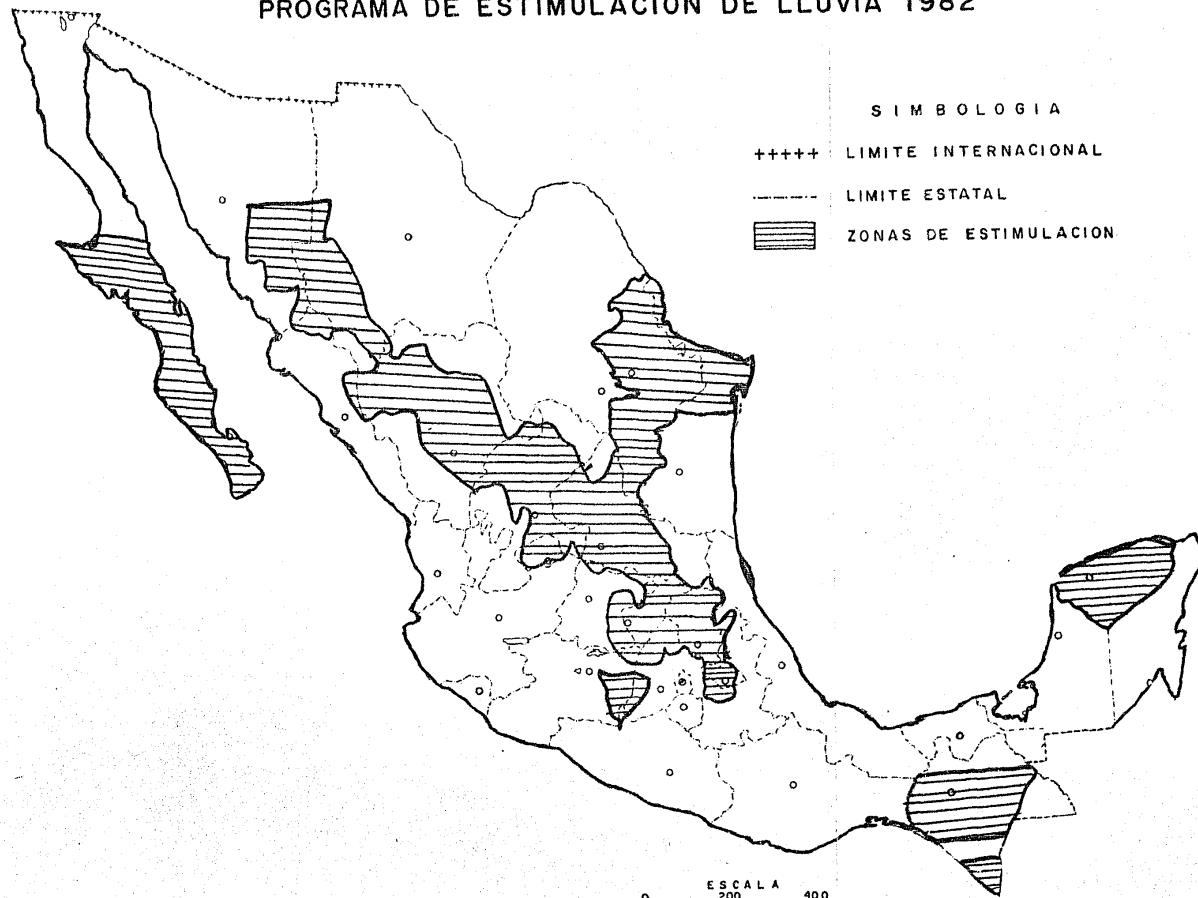 PROGRAMA DE ESTIMULACION DE LLUVIA 1982
SIMBOLOGIA
+++++ LIMITE INTERNACIONAL
LIMITE ESTATAL
ZONAS DE ESTIMULACION
ESCALA
0 200 400